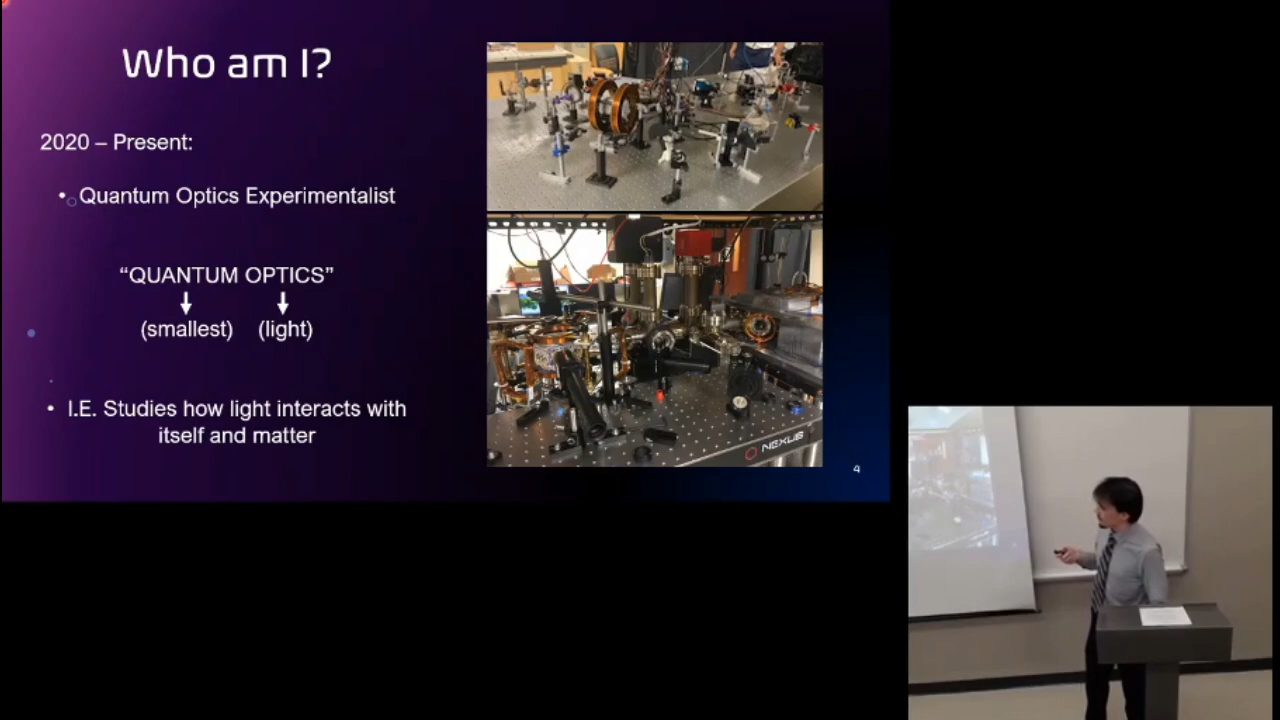 Who am I?
2020 – Present:
• Quantum Optics Experimentalist
“QUANTUM OPTICS”
(smallest) (light)
• I.E. Studies how light interacts with
itself and matter
NEXUS
4